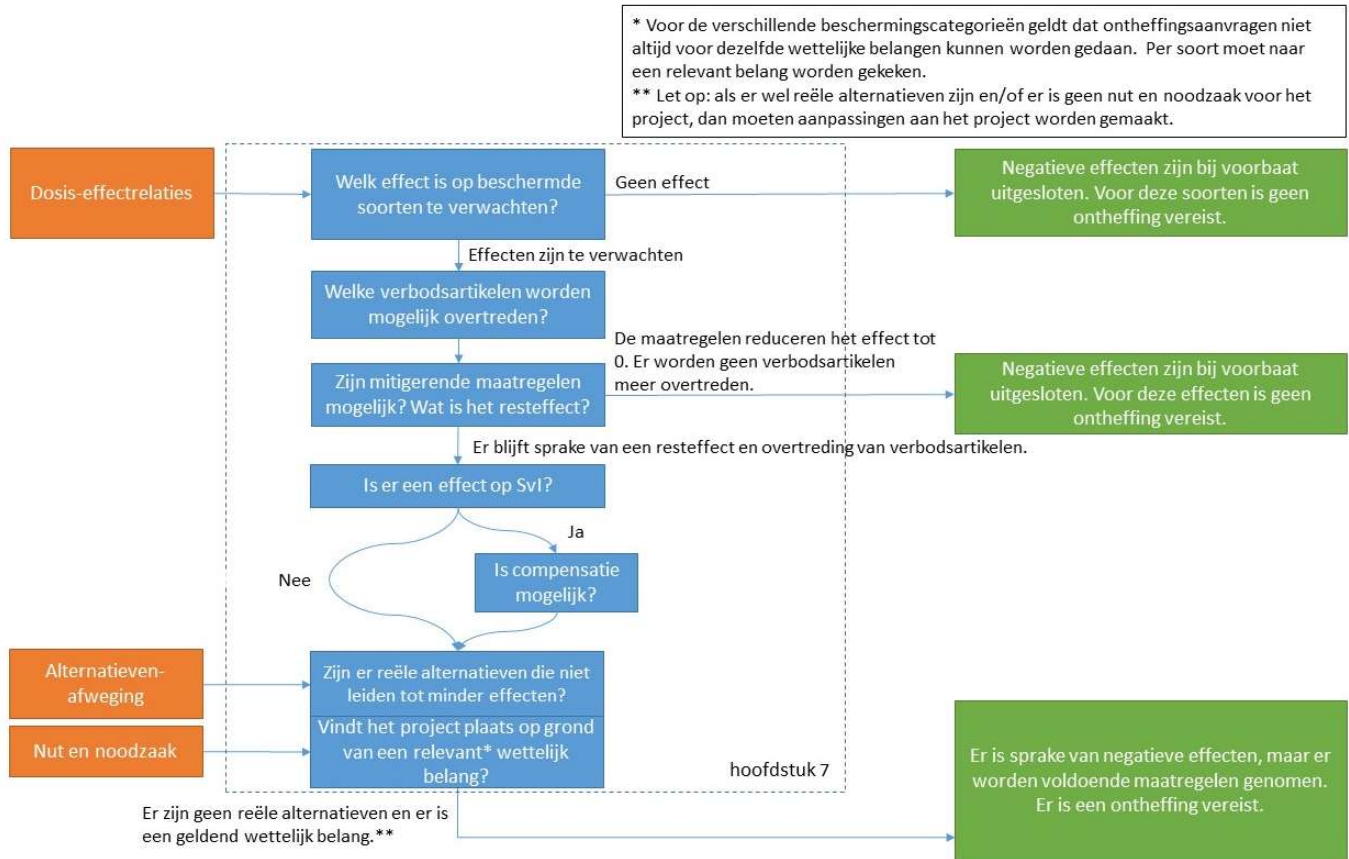 * Voor de verschillende beschermingscategorieën geldt dat ontheffingsaanvragen niet
altijd voor dezelfde wettelijke belangen kunnen worden gedaan. Per soort moet naar
een relevant belang worden gekeken.
** Let op: als er wel reële alternatieven zijn en/of er is geen nut en noodzaak voor het
project, dan moeten aanpassingen aan het project worden gemaakt.
Dosis-effectrelaties
Welk effect is op beschermde
soorten te verwachten?
Geen effect
Negatieve effecten zijn bij voorbaat
uitgesloten. Voor deze soorten is geen
ontheffing vereist.
Effecten zijn te verwachten
Welke verbodsartikelen worden
mogelijk overtreden?
De maatregelen reduceren het effect tot
0. Er worden geen verbodsartikelen
meer overtreden.
Zijn mitigerende maatregelen
mogelijk? Wat is het resteffect?
Negatieve effecten zijn bij voorbaat
uitgesloten. Voor deze effecten is geen
ontheffing vereist.
Er blijft sprake van een resteffect en overtreding van verbodsartikelen.
Is er een effect op SvI?
Ja
Nee
Is compensatie
mogelijk?
Alternatieven-
afweging
Zijn er reële alternatieven die niet
leiden tot minder effecten?
Nut en noodzaak
Vindt het project plaats op grond
van een relevant* wettelijk
belang?
hoofdstuk 7
Er is sprake van negatieve effecten, maar er
worden voldoende maatregelen genomen.
Er is een ontheffing vereist.
Er zijn geen reële alternatieven en er is
een geldend wettelijk belang.**